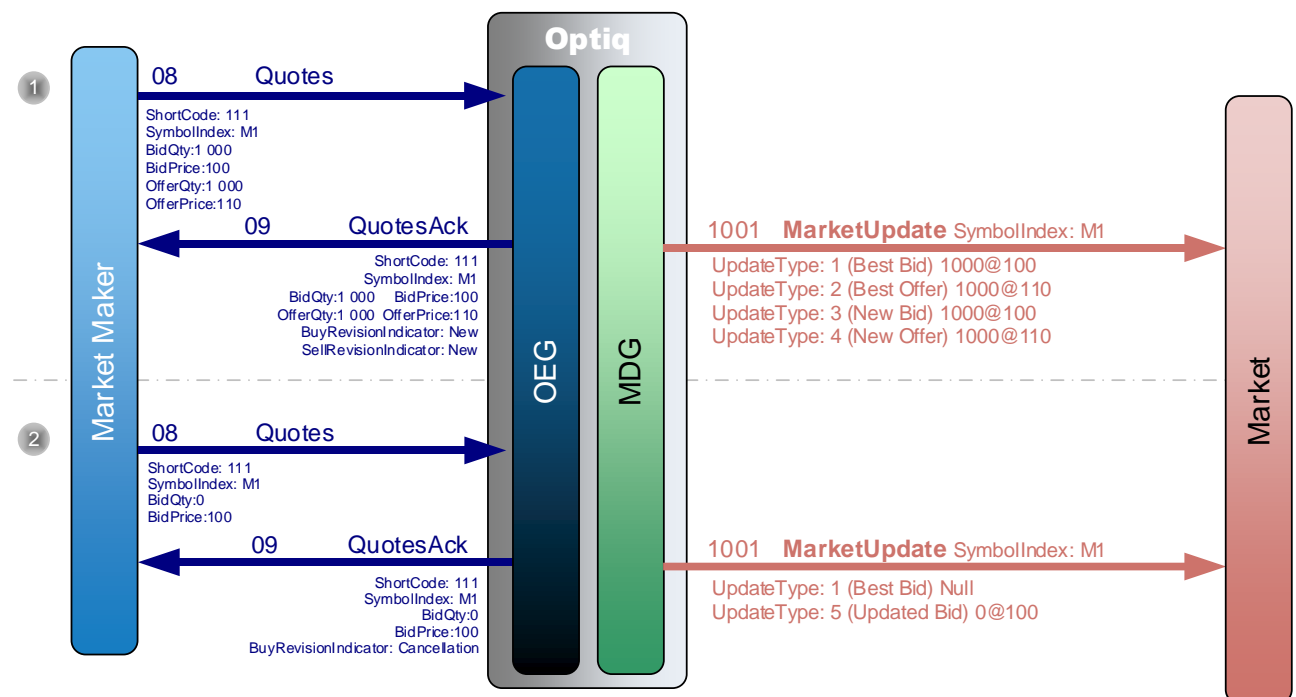 Optiq
1
08 Quotes
ShortCode: 111
SymbolIndex: M1
BidQty:1 000
BidPrice:100
OfferQty:1 000
OfferPrice:110
09 QuotesAck
ShortCode: 111
SymbolIndex: M1
BidQty:1 000 BidPrice:100
OfferQty:1 000 OfferPrice:110
BuyRevisionIndicator: New
SellRevisionIndicator: New
1001 MarketUpdate SymbolIndex: M1
UpdateType: 1 (Best Bid) 1000@100
UpdateType: 2 (Best Offer) 1000@110
UpdateType: 3 (New Bid) 1000@100
UpdateType: 4 (New Offer) 1000@110
Market Maker
OEG
MDG
Market
2
08 Quotes
ShortCode: 111
SymbolIndex: M1
BidQty:0
BidPrice:100
09 QuotesAck
ShortCode: 111
SymbolIndex: M1
BidQty:0
BidPrice:100
BuyRevisionIndicator: Cancellation
1001 MarketUpdate SymbolIndex: M1
UpdateType: 1 (Best Bid) Null
UpdateType: 5 (Updated Bid) 0@100